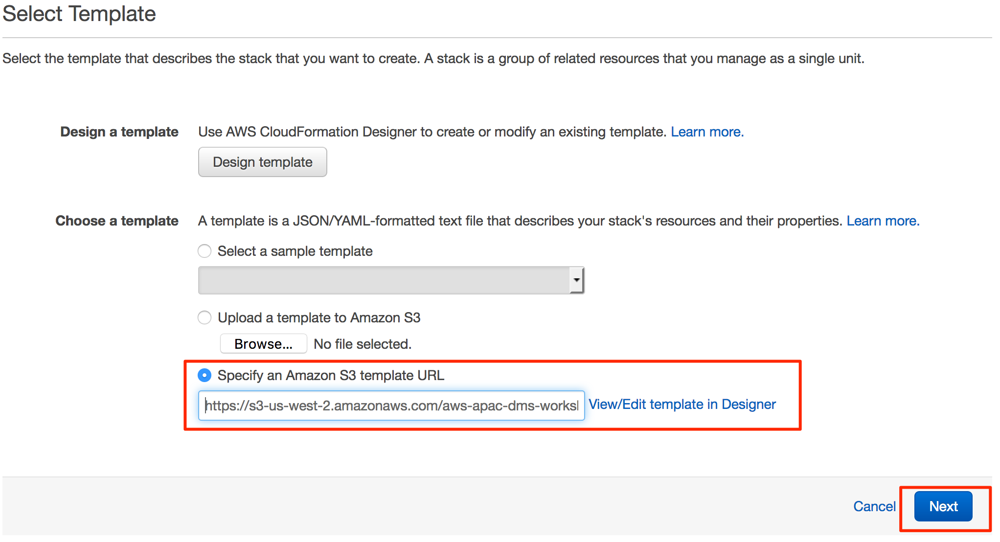 Select Template
Select the template that describes the stack that you want to create. A stack is a group of related resources that you manage as a single unit.
Design a template Use AWS CloudFormation Designer to create or modify an existing template. Learn more.
Design template
Choose a template A template is a JSON/YAML-formatted text file that describes your stack's resources and their properties. Learn more.
Select a sample template
Upload a template to Amazon S3
Browse... No file selected.
Specify an Amazon S3 template URL
https://s3-us-west-2.amazonaws.com/aws-apac-dms-works View/Edit template in Designer
Cancel Next